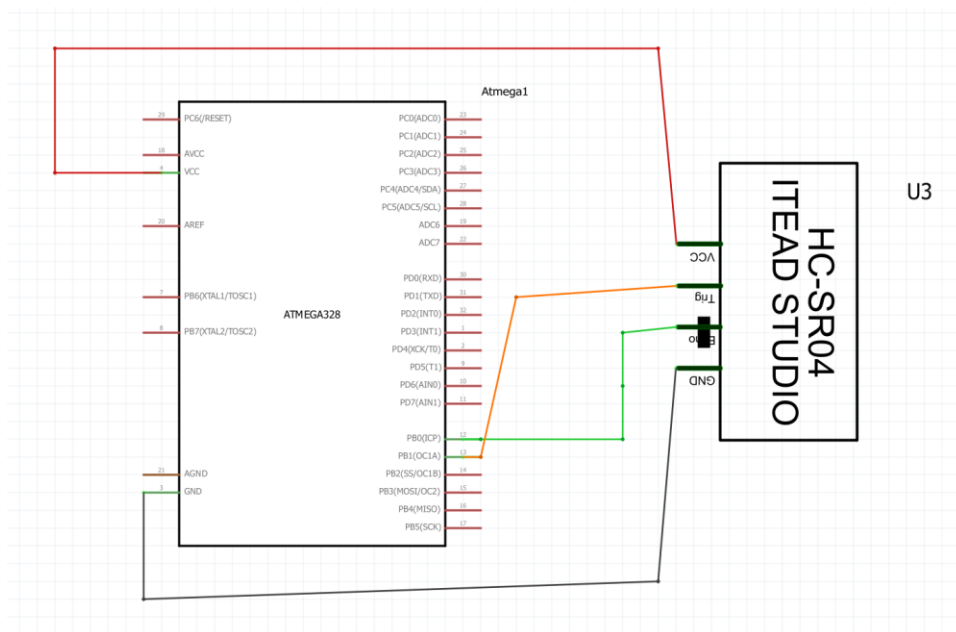 Atmega1
29
PC6(/RESET)
18
AVCC
4
VCC
20
AREF
7
PB6(XTAL1/TOSC1)
8
PB7(XTAL2/TOSC2)
21
AGND
3
GND
ATMEGA328
PC0(ADC0)
23
PC1(ADC1)
24
PC2(ADC2)
25
PC3(ADC3)
26
PC4(ADC4/SDA)
27
PC5(ADC5/SCL)
28
ADC6
19
ADC7
22
PD0(RXD)
30
PD1(TXD)
31
PD2(INT0)
32
PD3(INT1)
1
PD4(XCK/T0)
2
PD5(T1)
9
PD6(AIN0)
10
PD7(AIN1)
11
PB0(ICP)
12
PB1(OC1A)
13
PB2(SS/OC1B)
14
PB3(MOSI/OC2)
15
PB4(MISO)
16
PB5(SCK)
17
VCC
Trig
GND
HC-SR04
ITEAD STUDIO
U3